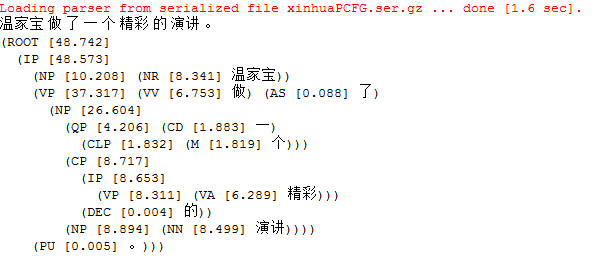 Loading parser from serialized file xinhuaPCFG.ser.gz ... done [1.6 sec].
温家宝 做 了 一 个 精彩 的 演讲 。
(ROOT [48.742]
  (IP [48.573]
    (NP [10.208] (NR [8.341] 温家宝))
    (VP [37.317] (VV [6.753] 做) (AS [0.088] 了)
      (NP [26.604]
        (QP [4.206] (CD [1.883] 一)
          (CLP [1.832] (M [1.819] 个)))
        (CP [8.717]
          (IP [8.653]
            (VP [8.311] (VA [6.289] 精彩)))
          (DEC [0.004] 的))
        (NP [8.894] (NN [8.499] 演讲))))
    (PU [0.005] 。)))